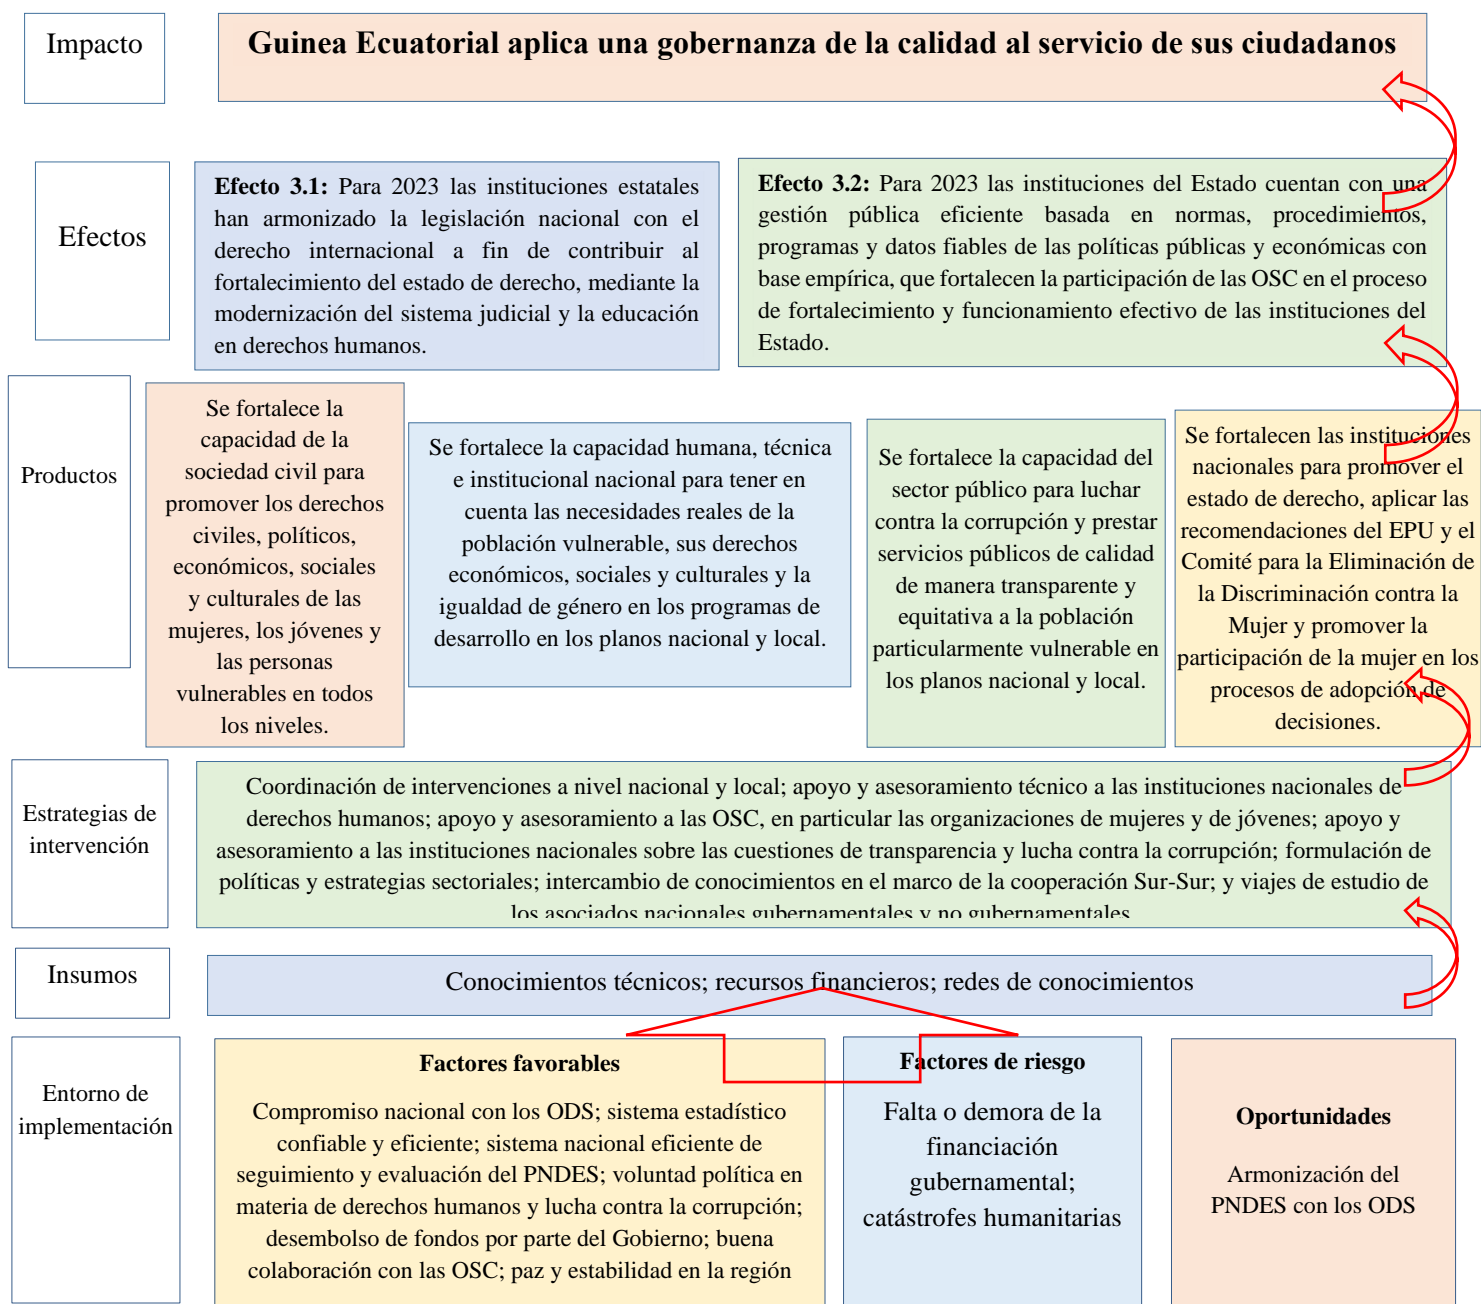 Impacto
Guinea Ecuatorial aplica una gobernanza de la calidad al servicio de sus ciudadanos
Efectos
Efecto 3.1: Para 2023 las instituciones estatales
han armonizado la legislación nacional con el
derecho internacional a fin de contribuir al
fortalecimiento del estado de derecho, mediante la
modernización del sistema judicial y la educación
en derechos humanos.
Efecto 3.2: Para 2023 las instituciones del Estado cuentan con una
gestión pública eficiente basada en normas, procedimientos,
programas y datos fiables de las políticas públicas y económicas con
base empírica, que fortalecen la participación de las OSC en el proceso
de fortalecimiento y funcionamiento efectivo de las instituciones del
Estado.
Productos
Se fortalece la
capacidad de la
sociedad civil para
promover los derechos
civiles, políticos,
económicos, sociales
y culturales de las
mujeres, los jóvenes y
las personas
vulnerables en todos
los niveles.
Se fortalece la capacidad humana, técnica
e institucional nacional para tener en
cuenta las necesidades reales de la
población vulnerable, sus derechos
económicos, sociales y culturales y la
igualdad de género en los programas de
desarrollo en los planos nacional y local.
Se fortalece la capacidad del
sector público para luchar
contra la corrupción y prestar
servicios públicos de calidad
de manera transparente y
equitativa a la población
particularmente vulnerable en
los planos nacional y local.
Se fortalecen las instituciones
nacionales para promover el
estado de derecho, aplicar las
recomendaciones del EPU y el
Comité para la Eliminación de
la Discriminación contra la
Mujer y promover la
participación de la mujer en los
procesos de adopción de
decisiones.
Estrategias de
intervención
Coordinación de intervenciones a nivel nacional y local; apoyo y asesoramiento técnico a las instituciones nacionales de
derechos humanos; apoyo y asesoramiento a las OSC, en particular las organizaciones de mujeres y de jóvenes; apoyo y
asesoramiento a las instituciones nacionales sobre las cuestiones de transparencia y lucha contra la corrupción; formulación de
políticas y estrategias sectoriales; intercambio de conocimientos en el marco de la cooperación Sur-Sur; y viajes de estudio de
los asociados nacionales gubernamentales y no gubernamentales
Insumos
Conocimientos técnicos; recursos financieros; redes de conocimientos
Entorno de
implementación
Factores favorables
Compromiso nacional con los ODS; sistema estadístico
confiable y eficiente; sistema nacional eficiente de
seguimiento y evaluación del PNDES; voluntad política en
materia de derechos humanos y lucha contra la corrupción;
desembolso de fondos por parte del Gobierno; buena
colaboración con las OSC; paz y estabilidad en la región
Factores de riesgo
Falta o demora de la
financiación
gubernamental;
catástrofes humanitarias
Oportunidades
Armonización del
PNDES con los ODS